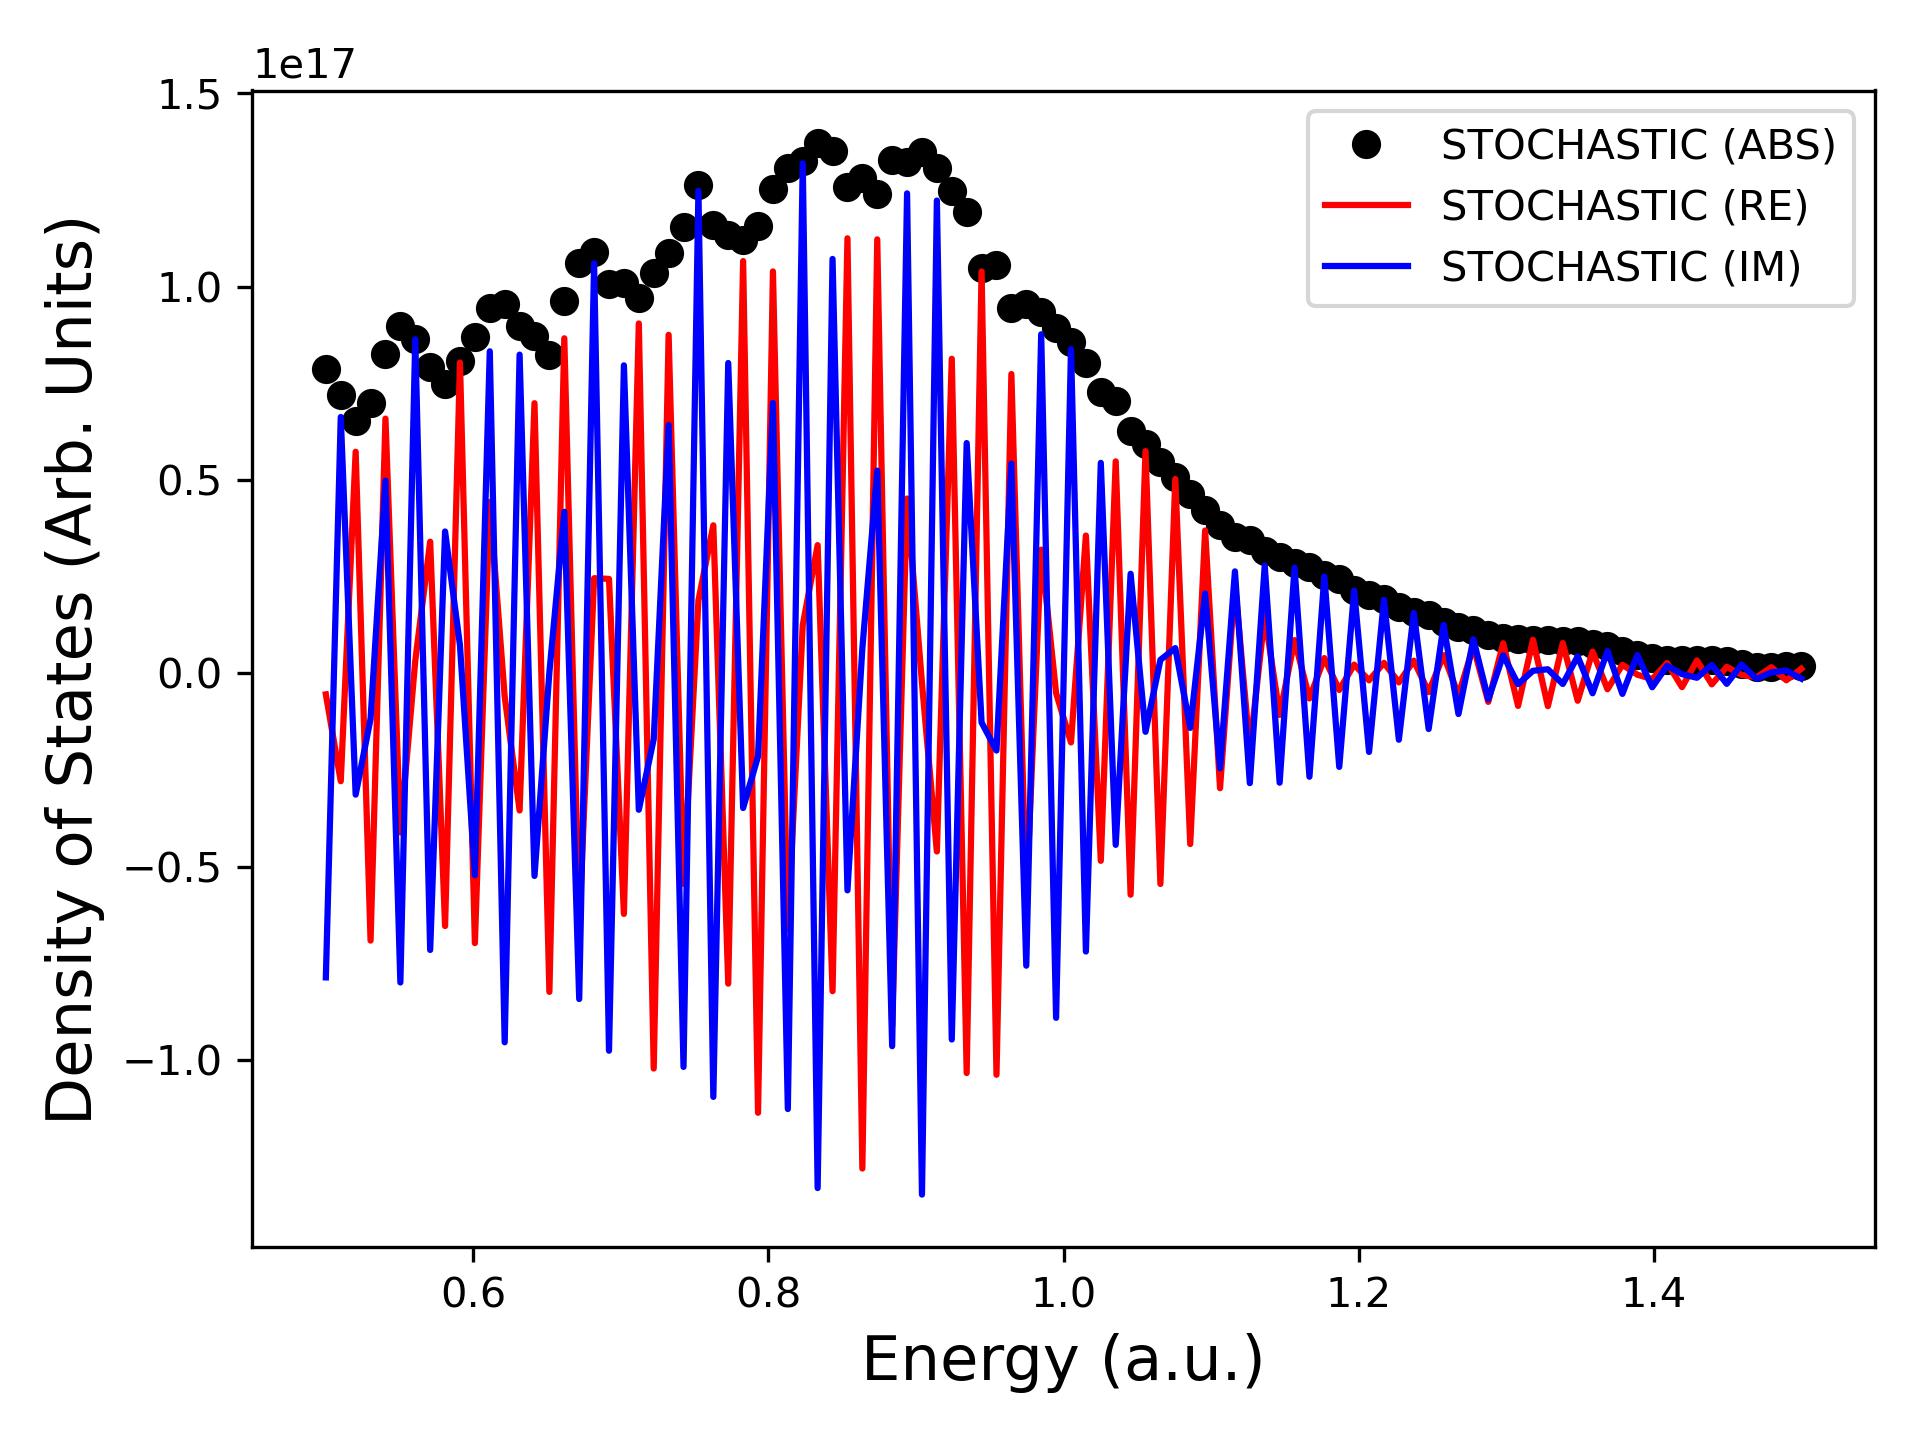 1e17
1.5
1.0
0.5
0.0
−0.5
−1.0
Density of States (Arb. Units)
STOCHASTIC (ABS)
STOCHASTIC (RE)
STOCHASTIC (IM)
0.6 0.8 1.0 1.2 1.4
Energy (a.u.)